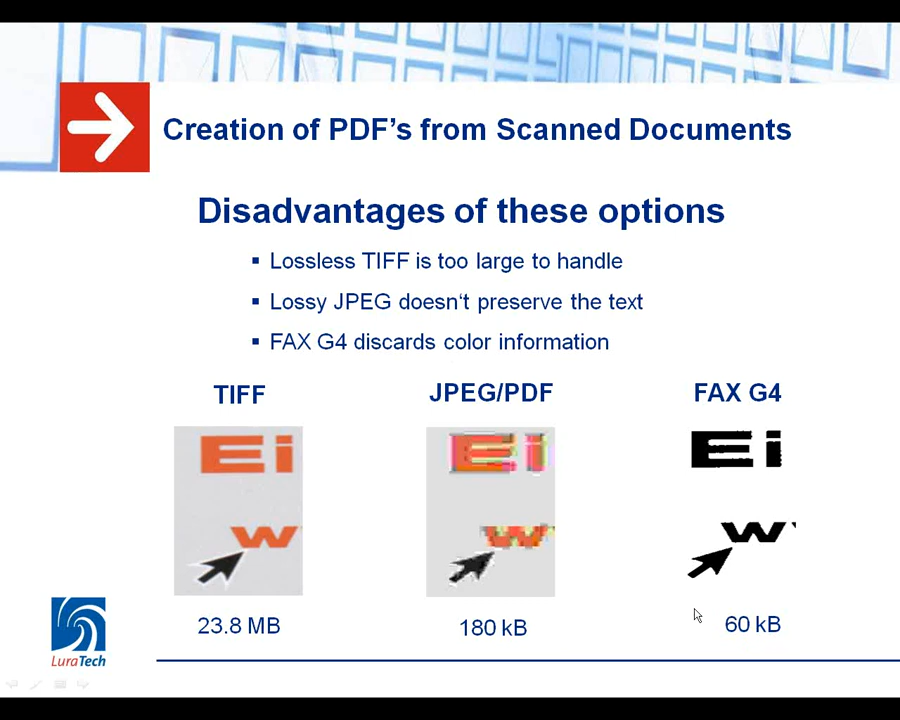 Creation of PDF’s from Scanned Documents
Disadvantages of these options
▪ Lossless TIFF is too large to handle
▪ Lossy JPEG doesn‘t preserve the text
▪ FAX G4 discards color information
TIFF JPEG/PDF FAX G4
Ei Ei Ei
w w w
23.8 MB 180 kB 60 kB
LuraTech